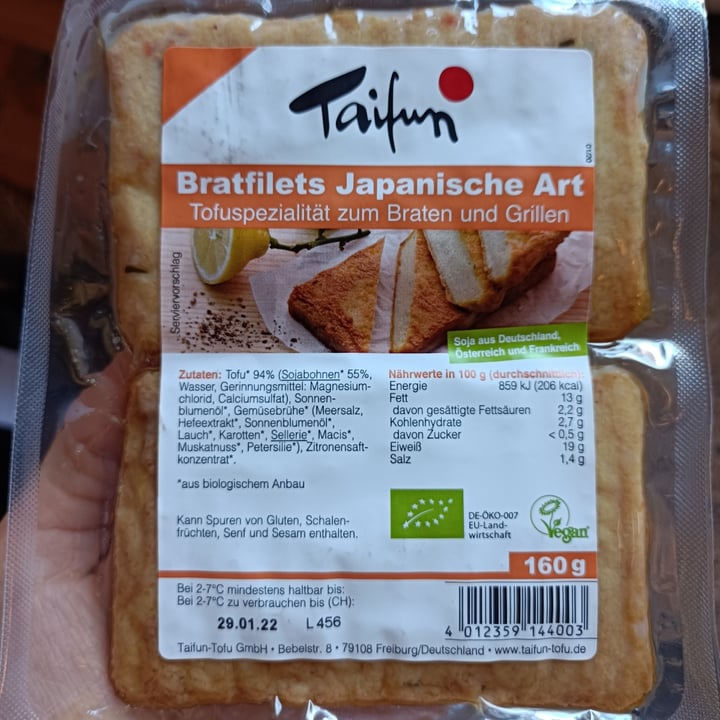 Taifun
0180
Bratfilets Japanische Art
Tofuspezialität zum Braten und Grillen
Serviervorschlag
Soja aus Deutschland,
Österreich und Frankreich
Zutaten: Tofu* 94% (Sojabohnen* 55%,
Wasser, Gerinnungsmittel: Magnesium-
chlorid, Calciumsulfat), Sonnen-
blumenöl*, Gemüsebrühe* (Meersalz,
Hefeextrakt*, Sonnenblumenöl*,
Lauch*, Karotten*, Sellerie*, Macis*,
Muskatnuss*, Petersilie*), Zitronensaft-
konzentrat*.
*aus biologischem Anbau
Kann Spuren von Gluten, Schalen-
früchten, Senf und Sesam enthalten.
Nährwerte in 100 g (durchschnittlich):
Energie 859 kJ (206 kcal)
Fett 13 g
davon gesättigte Fettsäuren 2,2 g
Kohlenhydrate 2,7 g
davon Zucker < 0,5 g
Eiweiß 19 g
Salz 1,4 g
DE-ÖKO-007
EU-Land-
wirtschaft
Vegan
160 g
Bei 2-7°C mindestens haltbar bis:
Bei 2-7°C zu verbrauchen bis (CH):
29.01.22 L 456
4 012359 144003
Taifun-Tofu GmbH • Bebelstr. 8 • 79108 Freiburg/Deutschland • www.taifun-tofu.de